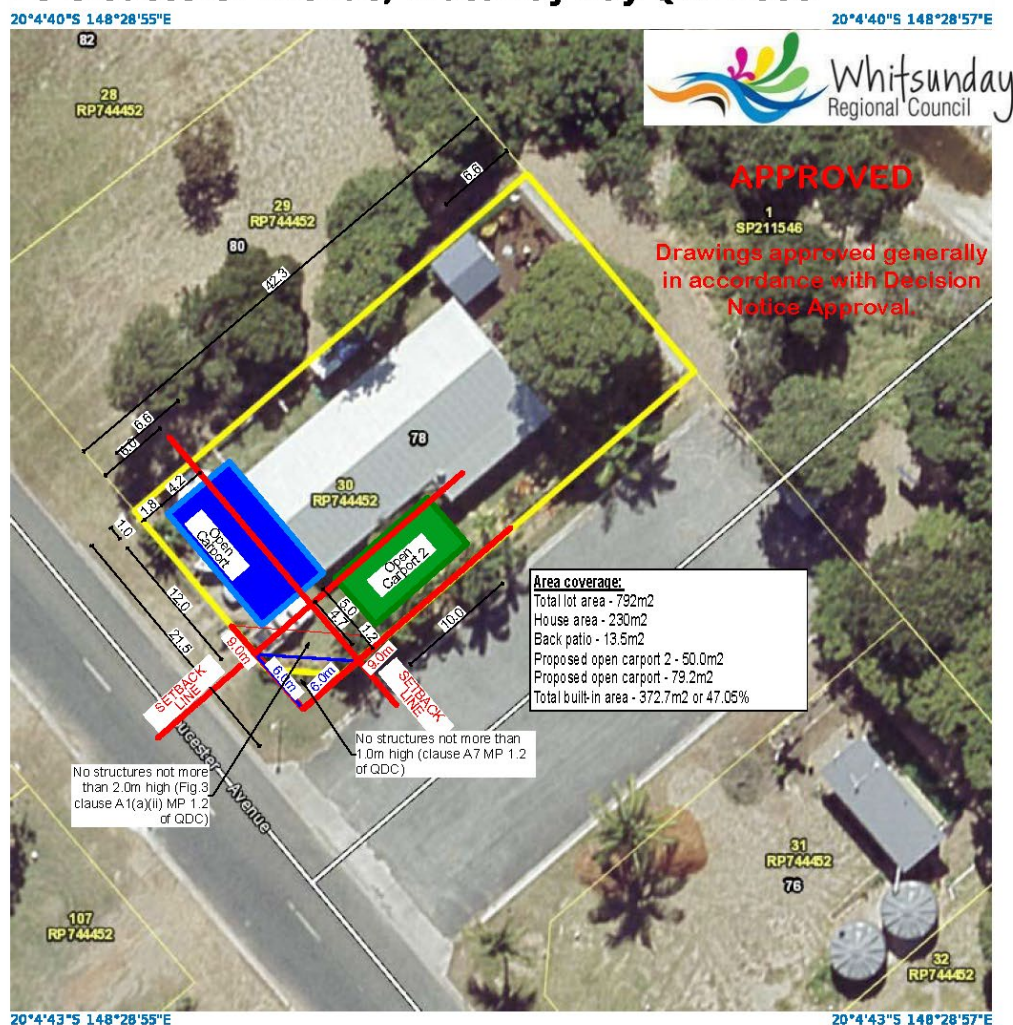 20°4'40"S 148°28'55"E
20°4'40"S 148°28'57"E
82
28
RP744452
Whitsunday
Regional Council
6.6
APPROVED
29
RP744452
1
SP211546
80
Drawings approved generally
in accordance with Decision
Notice Approval.
42.3
6.6
6.0
78
4.2
1.8
30
RP744452
1.0
Open
Carport
Open
Carport 2
12.0
21.5
5.0
4.7
1.2
10.0
9.0m
9.0m
6.0m
6.0m
SETBACK
LINE
SETBACK
LINE
Area coverage:
Total lot area - 792m2
House area - 230m2
Back patio - 13.5m2
Proposed open carport 2 - 50.0m2
Proposed open carport - 79.2m2
Total built-in area - 372.7m2 or 47.05%
No structures not more than
1.0m high (clause A7 MP 1.2
of QDC)
No structures not more
than 2.0m high (Fig.3
clause A1(a)(ii) MP 1.2
of QDC)
ucester Avenue
31
RP744452
76
107
RP744452
32
RP744452
20°4'43"S 148°28'55"E
20°4'43"S 148°28'57"E